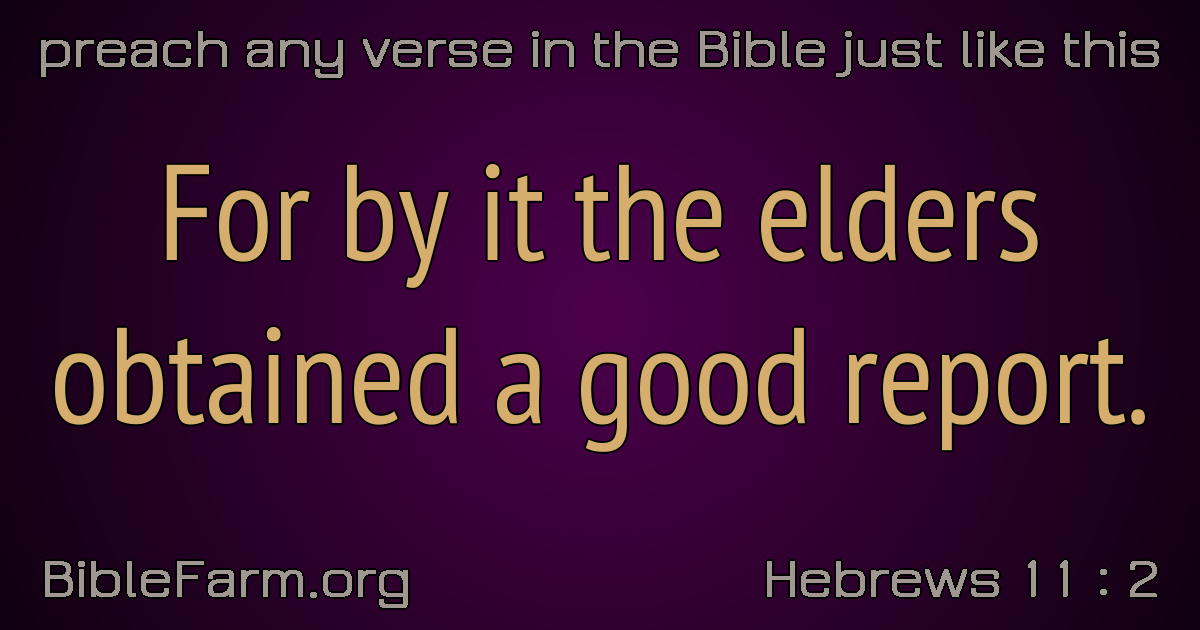 preach any verse in the Bible just like this
For by it the elders
obtained a good report.
BibleFarm.org
Hebrews 11 : 2